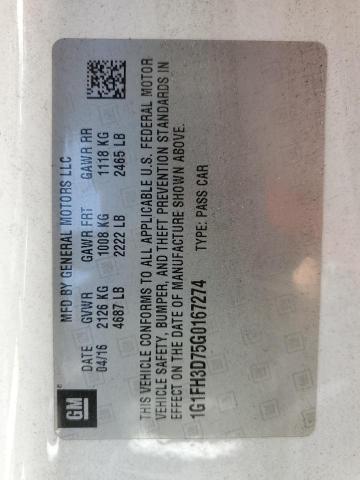 GM
MFD BY GENERAL MOTORS LLC
DATE GVWR GAWR FRT GAWR RR
04/16 2126 KG 1008 KG 1118 KG
4687 LB 2222 LB 2465 LB
THIS VEHICLE CONFORMS TO ALL APPLICABLE U.S. FEDERAL MOTOR
VEHICLE SAFETY, BUMPER, AND THEFT PREVENTION STANDARDS IN
EFFECT ON THE DATE OF MANUFACTURE SHOWN ABOVE.
1G1FH3D75G0167274 TYPE: PASS CAR